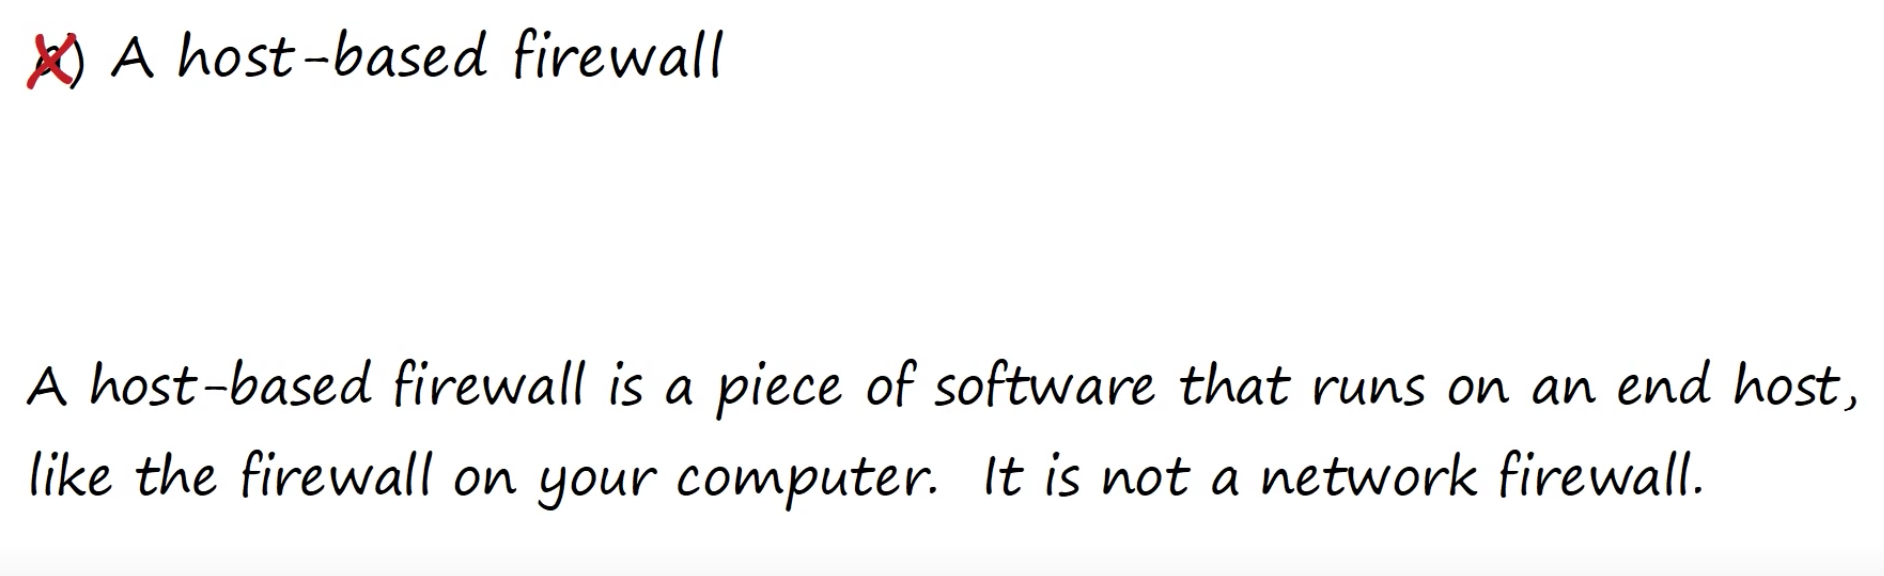 a) A host-based firewall
A host-based firewall is a piece of software that runs on an end host,
like the firewall on your computer. It is not a network firewall.